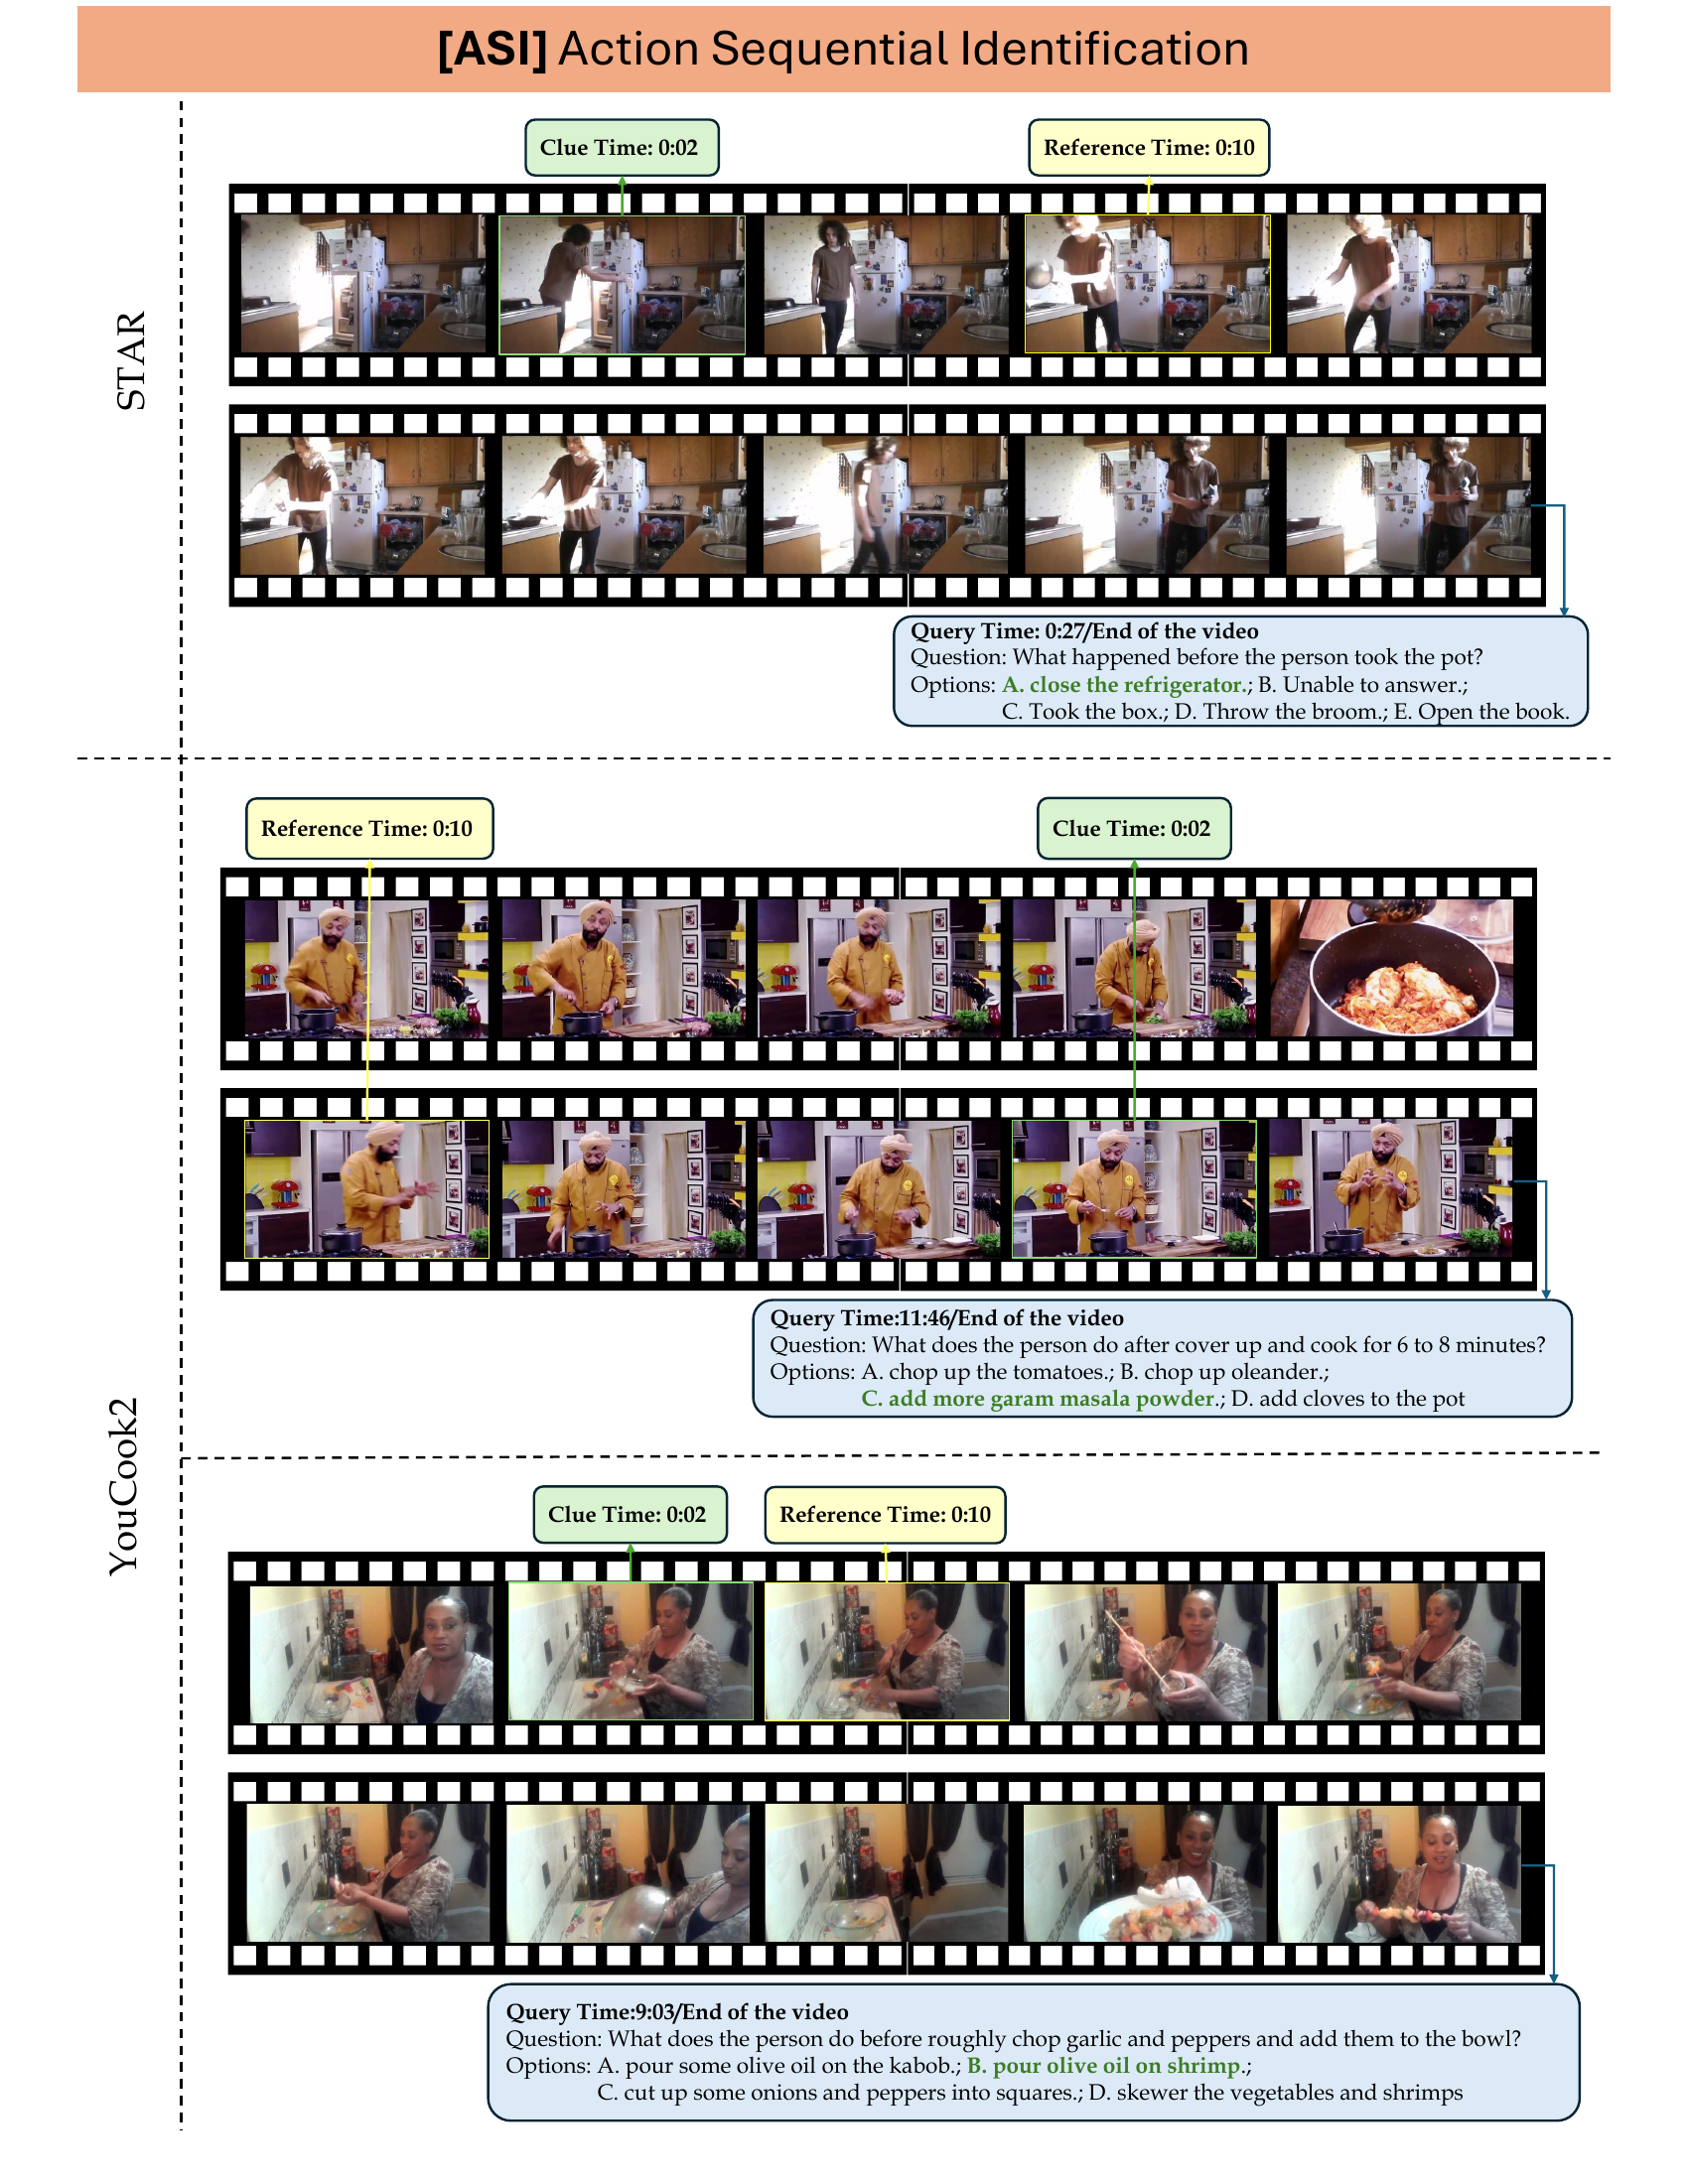 [ASI] Action Sequential Identification
STAR
Clue Time: 0:02
Reference Time: 0:10
Query Time: 0:27/End of the video
Question: What happened before the person took the pot?
Options: A. close the refrigerator.; B. Unable to answer.;
C. Took the box.; D. Throw the broom.; E. Open the book.
YouCook2
Reference Time: 0:10
Clue Time: 0:02
Query Time:11:46/End of the video
Question: What does the person do after cover up and cook for 6 to 8 minutes?
Options: A. chop up the tomatoes.; B. chop up oleander.;
C. add more garam masala powder.; D. add cloves to the pot
Clue Time: 0:02
Reference Time: 0:10
Query Time:9:03/End of the video
Question: What does the person do before roughly chop garlic and peppers and add them to the bowl?
Options: A. pour some olive oil on the kabob.; B. pour olive oil on shrimp.;
C. cut up some onions and peppers into squares.; D. skewer the vegetables and shrimps